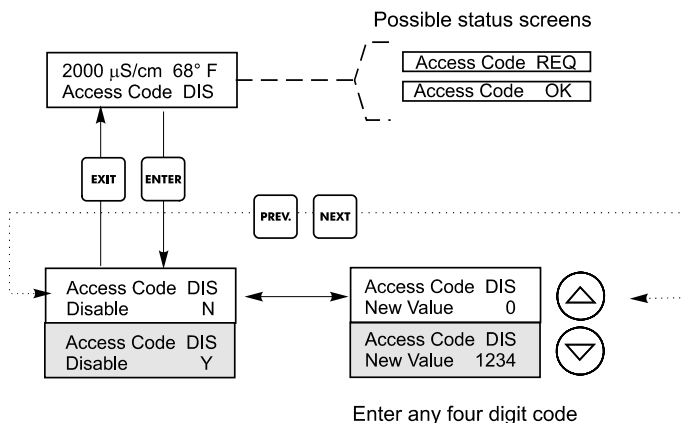 Possible status screens
2000 μS/cm 68° F
Access Code DIS
Access Code REQ
Access Code OK
EXIT
ENTER
PREV.
NEXT
Access Code DIS
Disable N
Access Code DIS
Disable Y
Access Code DIS
New Value 0
Access Code DIS
New Value 1234
Enter any four digit code